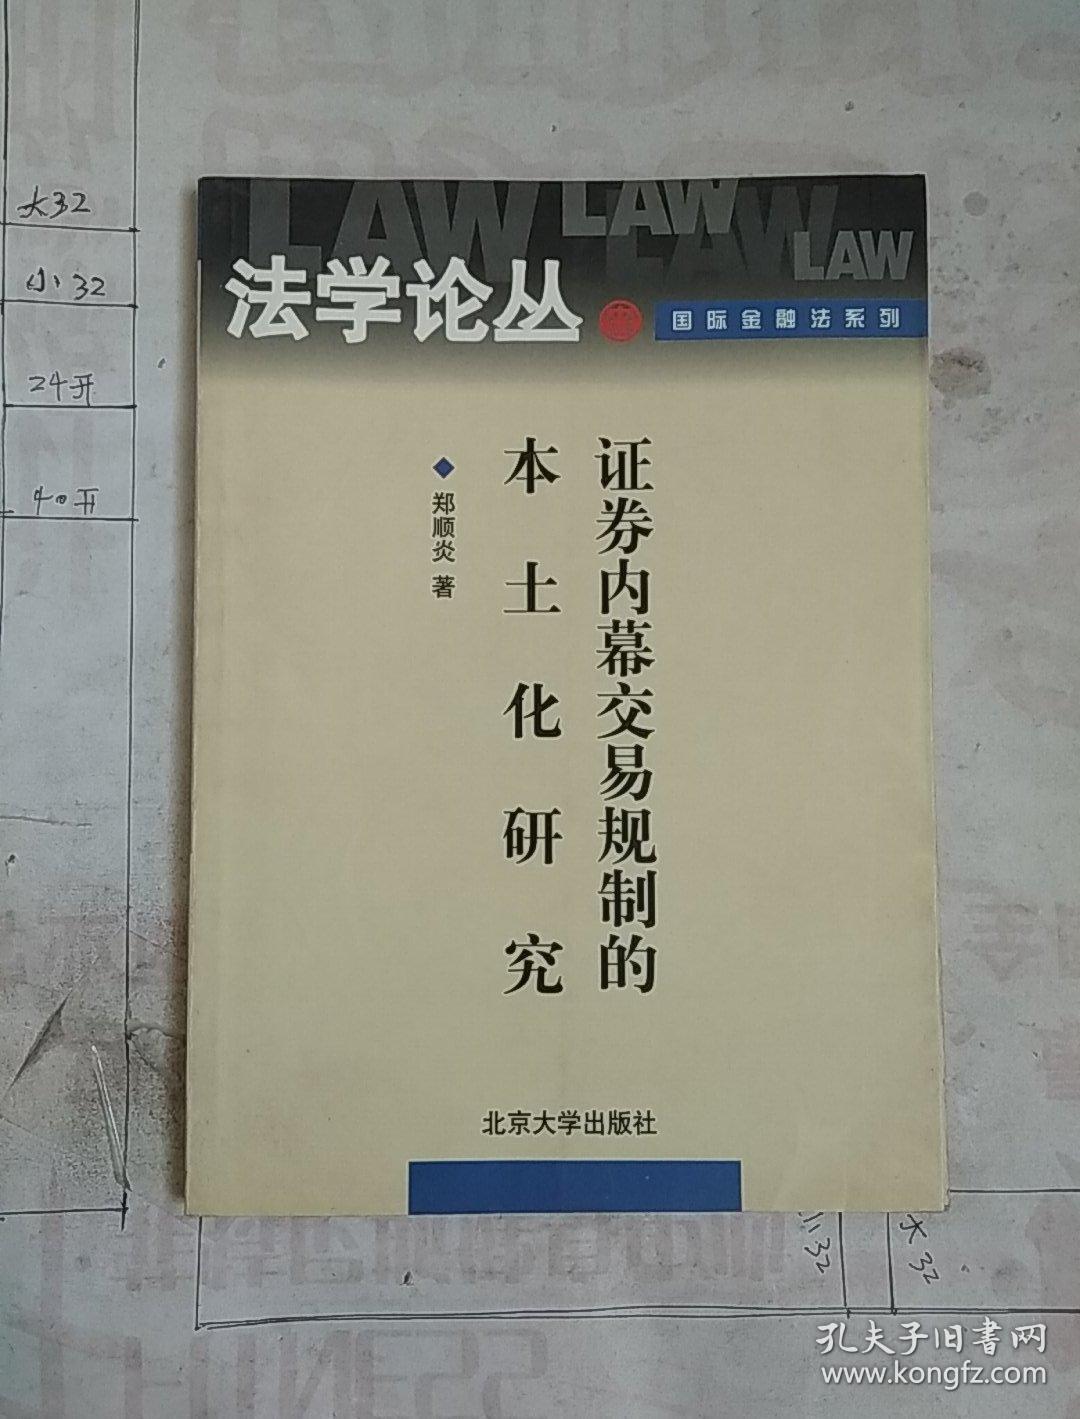 大32
小32
24开
40开
LAW
LAW
LAW
LAW
法学论丛
国际金融法系列
证券内幕交易规制的
本土化研究
郑顺炎 著
北京大学出版社
小32
大32
孔夫子旧书网
www.kongfz.com